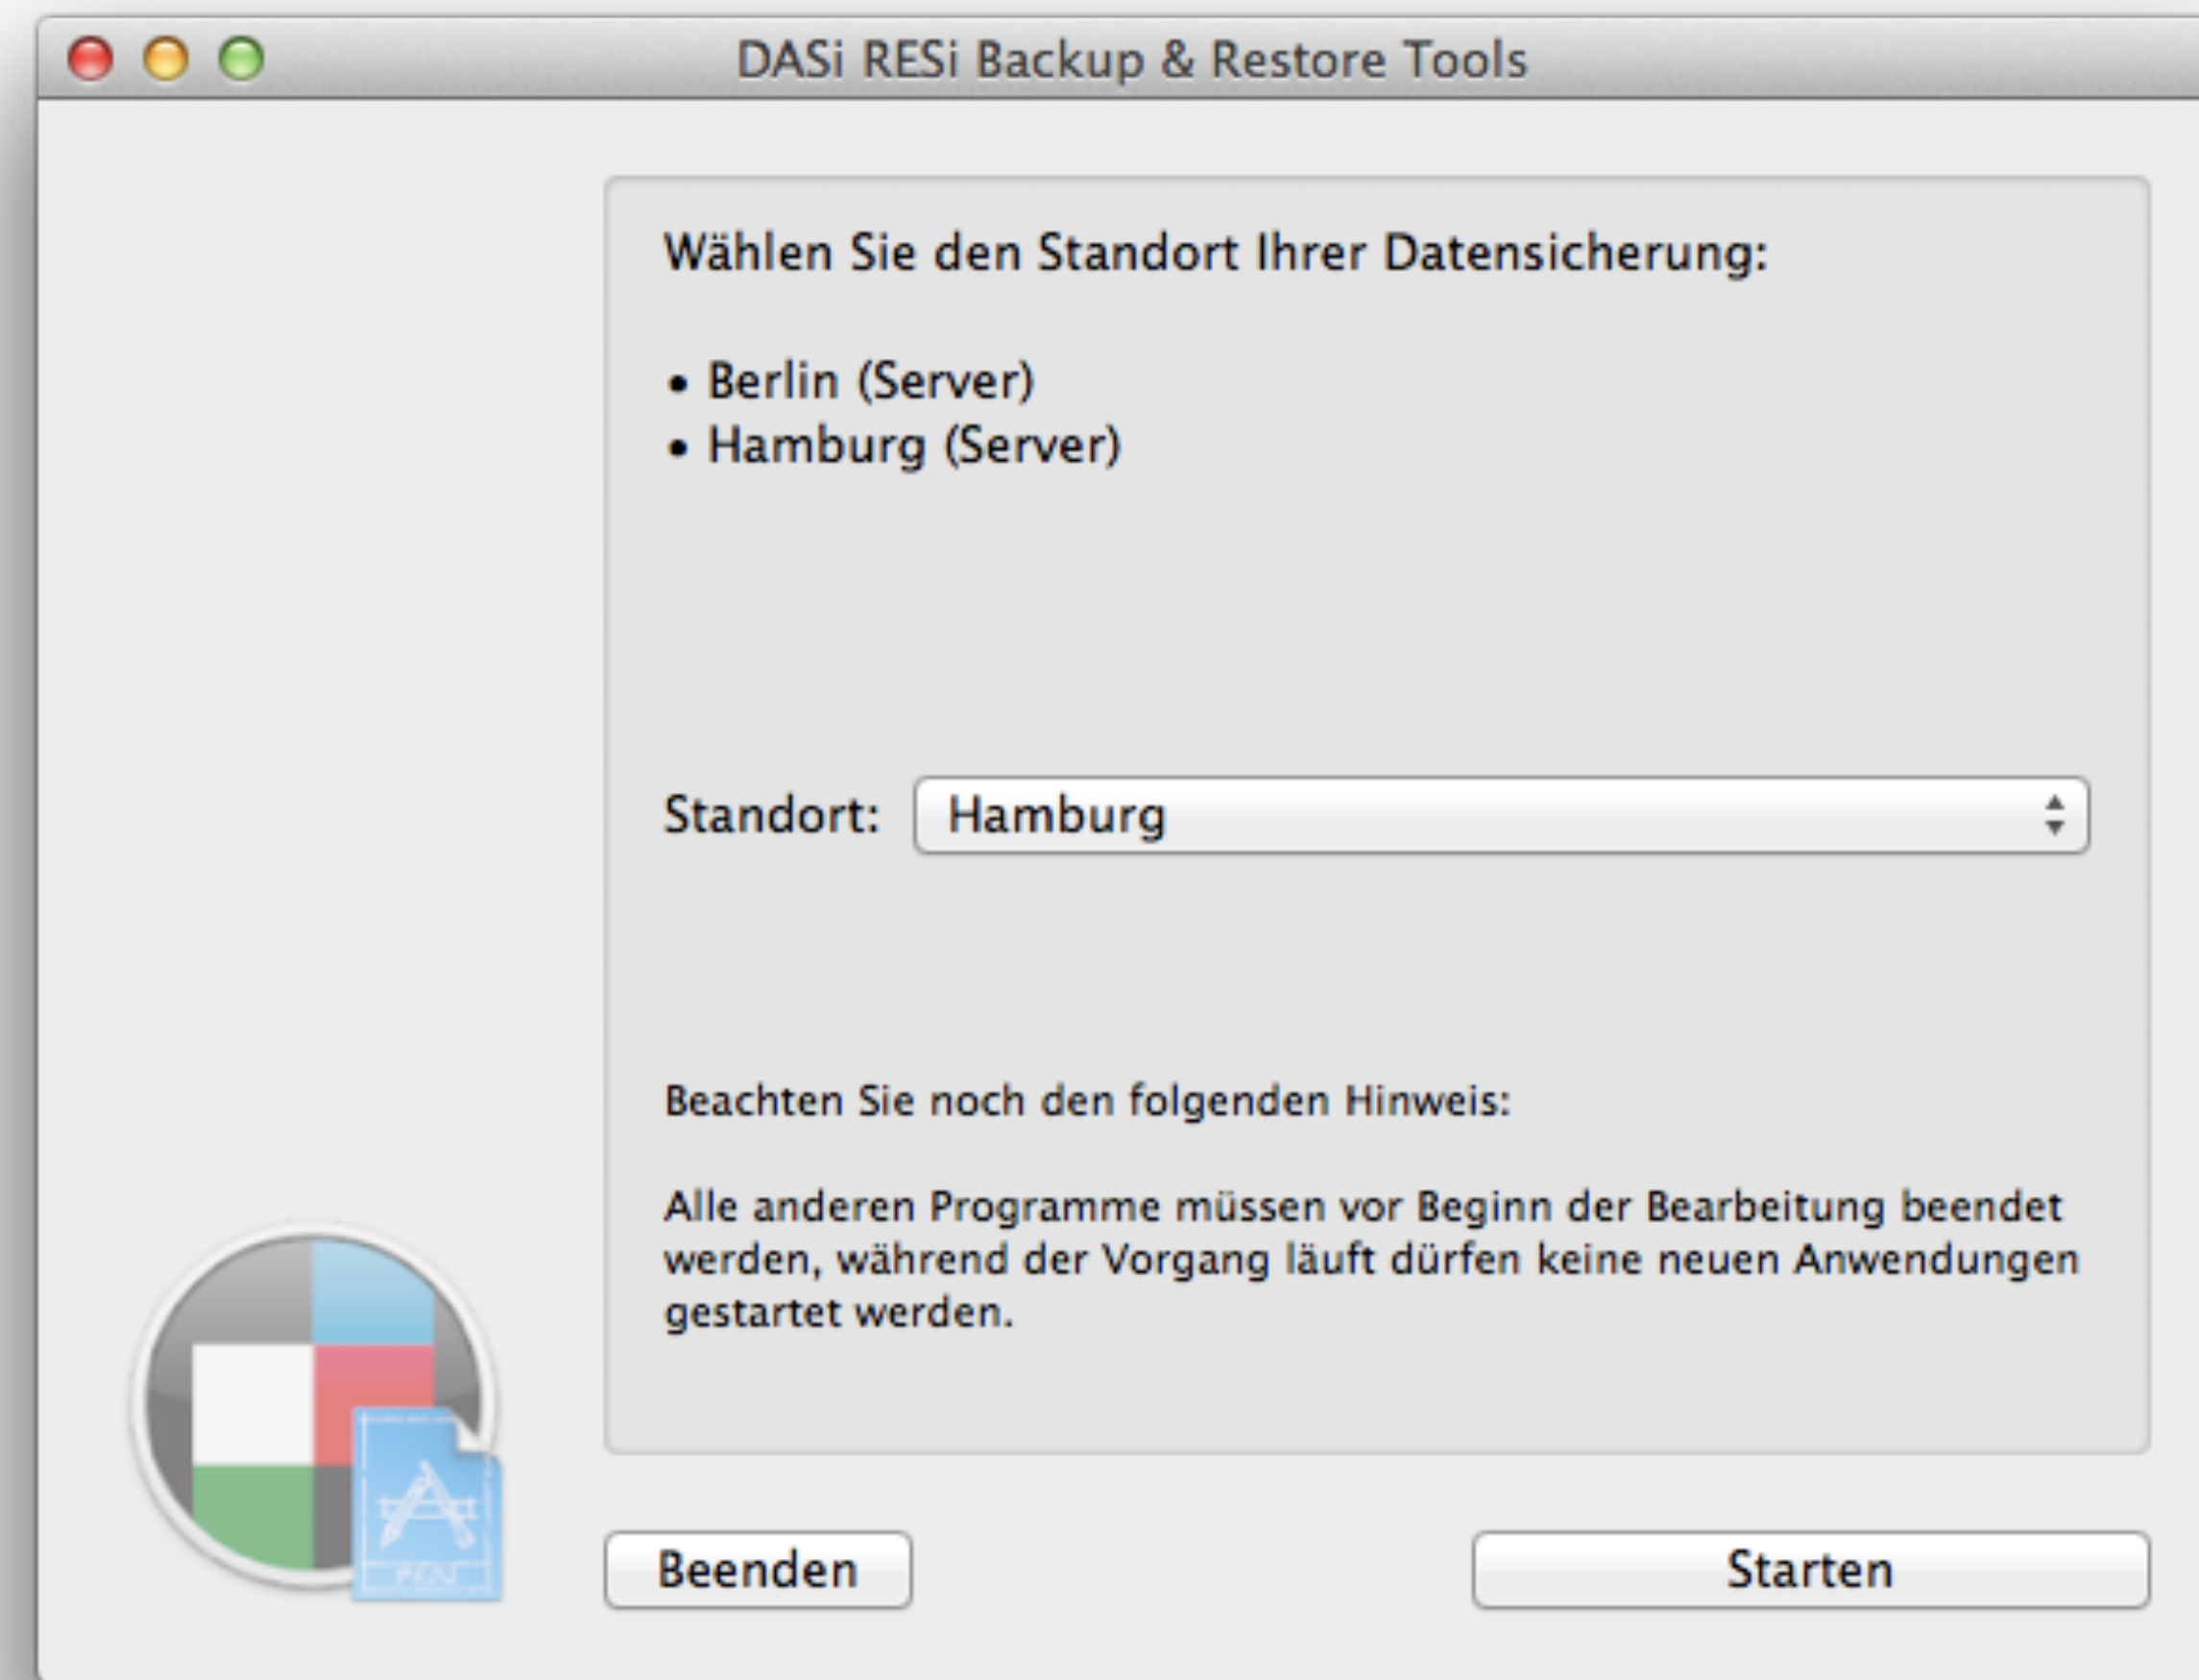 DASi RESi Backup & Restore Tools
Wählen Sie den Standort Ihrer Datensicherung:
• Berlin (Server)
• Hamburg (Server)
Standort: Hamburg
Beachten Sie noch den folgenden Hinweis:
Alle anderen Programme müssen vor Beginn der Bearbeitung beendet
werden, während der Vorgang läuft dürfen keine neuen Anwendungen
gestartet werden.
Beenden Starten